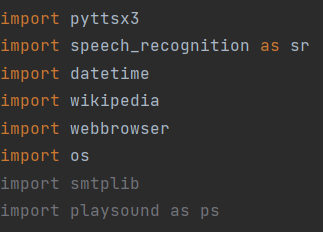 import pyttsx3
import speech_recognition as sr
import datetime
import wikipedia
import webbrowser
import os
import smtplib
import playsound as ps